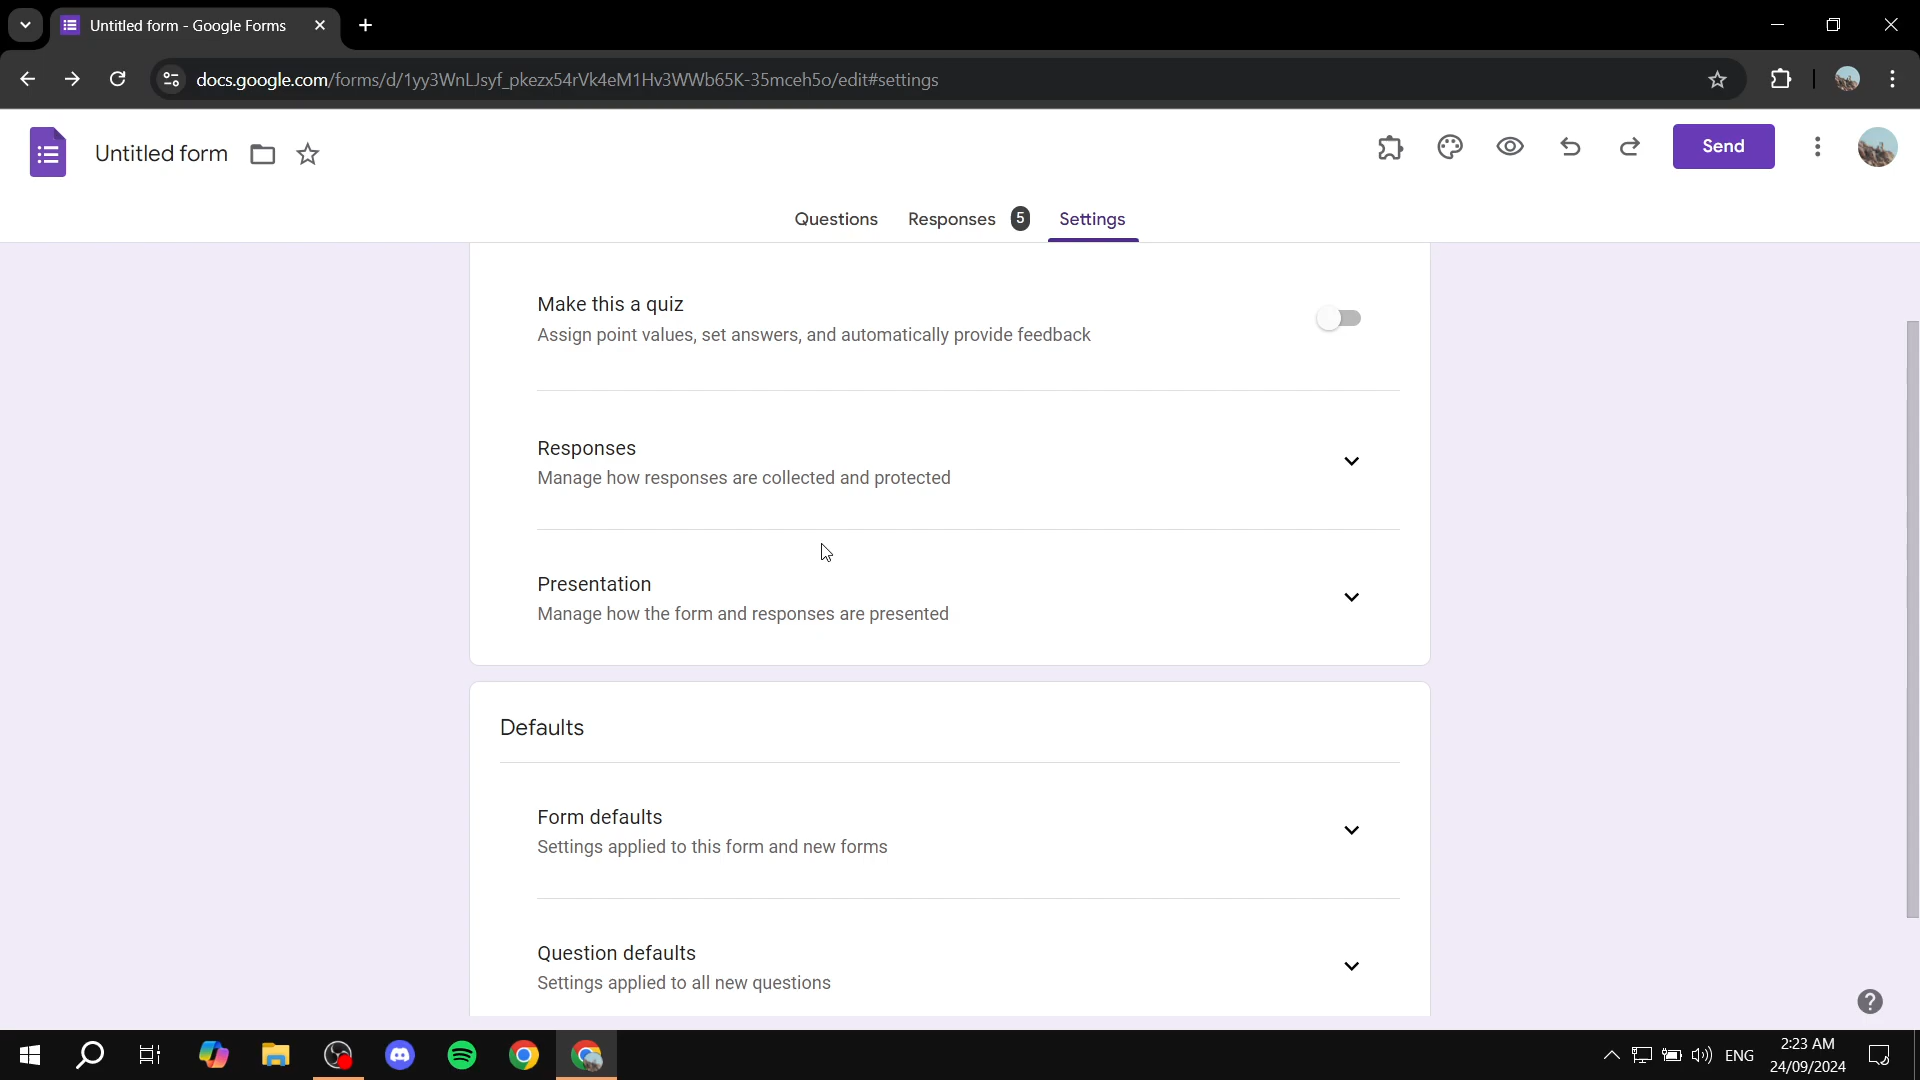 Untitled form - Google Forms
docs.google.com/forms/d/1yy3WnLJsyf_pkezx54rVk4eM1Hv3WWb65K-35mceh5o/edit#settings
Untitled form
Send
Questions Responses 5 Settings
Make this a quiz
Assign point values, set answers, and automatically provide feedback
Responses
Manage how responses are collected and protected
Presentation
Manage how the form and responses are presented
Defaults
Form defaults
Settings applied to this form and new forms
Question defaults
Settings applied to all new questions
ENG
2:23 AM
24/09/2024